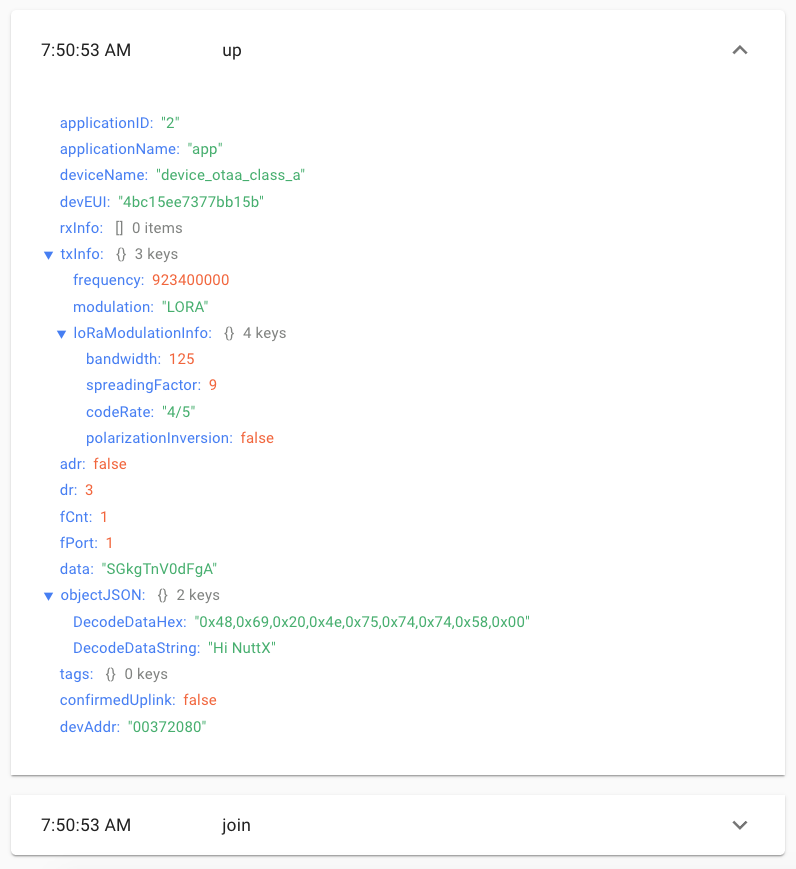 7:50:53 AM up
applicationID: "2"
applicationName: "app"
deviceName: "device_otaa_class_a"
devEUI: "4bc15ee7377bb15b"
rxInfo: [] 0 items
txInfo: {} 3 keys
frequency: 923400000
modulation: "LORA"
loRaModulationInfo: {} 4 keys
bandwidth: 125
spreadingFactor: 9
codeRate: "4/5"
polarizationInversion: false
adr: false
dr: 3
fCnt: 1
fPort: 1
data: "SGkgTnV0dFgA"
objectJSON: {} 2 keys
DecodeDataHex: "0x48,0x69,0x20,0x4e,0x75,0x74,0x74,0x58,0x00"
DecodeDataString: "Hi NuttX"
tags: {} 0 keys
confirmedUplink: false
devAddr: "00372080"
7:50:53 AM join